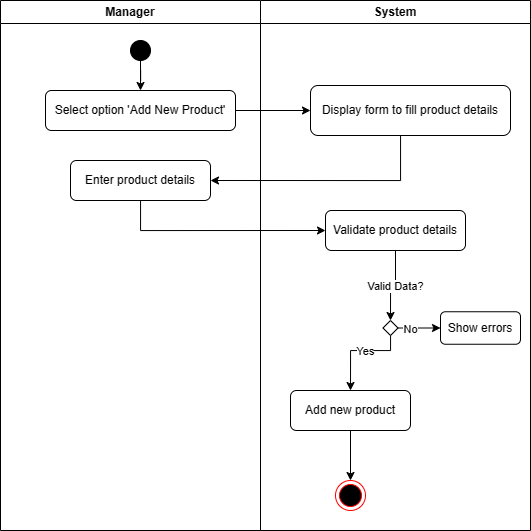 Manager
System
Select option 'Add New Product'
Display form to fill product details
Enter product details
Validate product details
Valid Data?
No
Show errors
Yes
Add new product